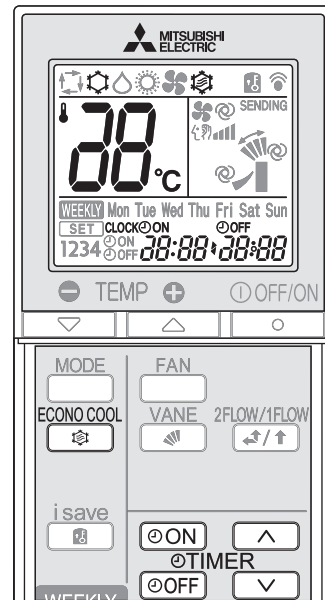 MITSUBISHI
ELECTRIC
SENDING
88°C
WEEKLY Mon Tue Wed Thu Fri Sat Sun
SET CLOCK ON OFF
1234 ON OFF 88:88 88:88
TEMP OFF/ON
MODE FAN
ECONO COOL VANE 2FLOW/1FLOW
i save
ON
TIMER
OFF
WEEKLY